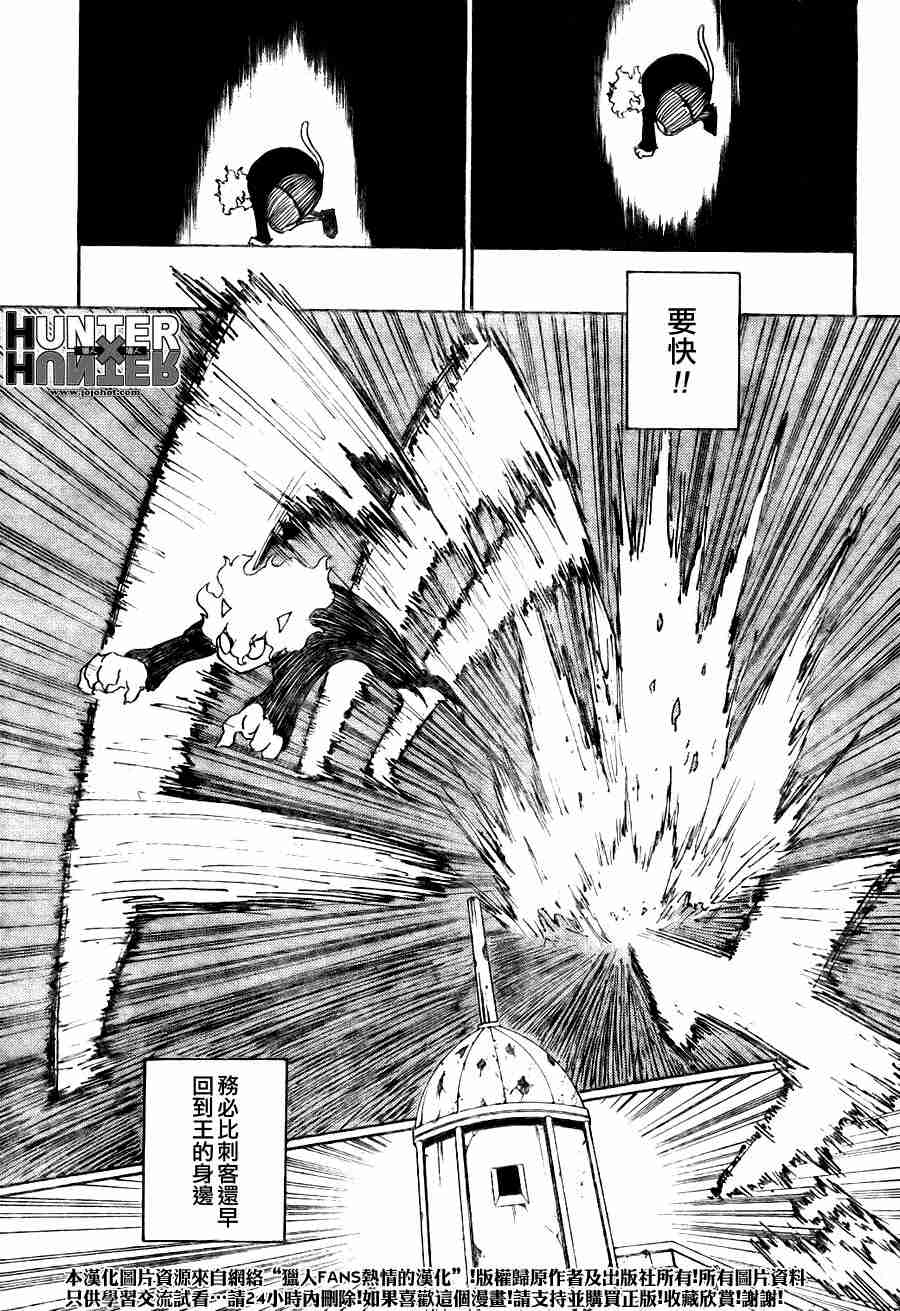 要快!!
HUNTER
×
HUNTER
www.jojohot.com
務必比刺客還早
回到王的身邊
本漢化圖片資源來自網絡“獵人FANS熱情的漢化”!版權歸原作者及出版社所有!所有圖片資料
只供學習交流試看…請24小時內刪除!如果喜歡這個漫畫!請支持並購買正版!收藏欣賞!謝謝!